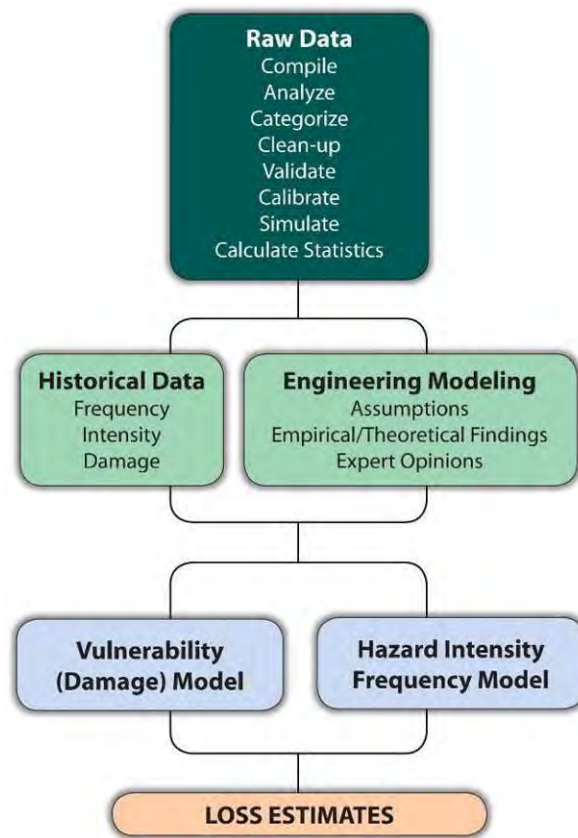 Raw Data
Compile
Analyze
Categorize
Clean-up
Validate
Calibrate
Simulate
Calculate Statistics
Historical Data
Frequency
Intensity
Damage
Engineering Modeling
Assumptions
Empirical/Theoretical Findings
Expert Opinions
Vulnerability
(Damage) Model
Hazard Intensity
Frequency Model
LOSS ESTIMATES